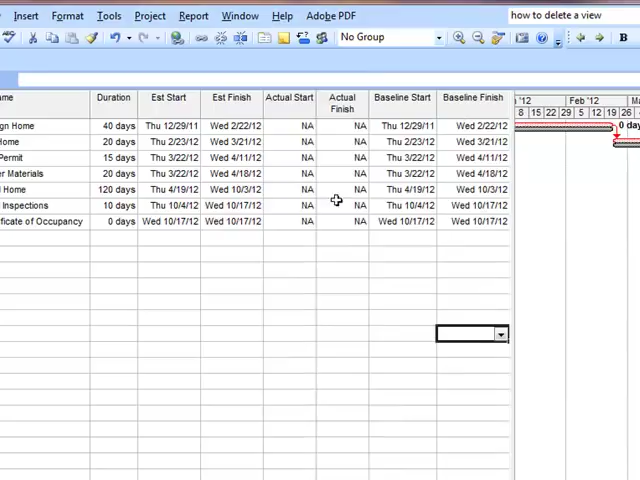 Insert Format Tools Project Report Window Help Adobe PDF how to delete a view
No Group B
ame Duration Est Start Est Finish Actual Start Actual Finish Baseline Start Baseline Finish '12 Feb '12 Ma
8 15 22 29 5 12 19 26 4
ign Home 40 days Thu 12/29/11 Wed 2/22/12 NA NA Thu 12/29/11 Wed 2/22/12 0 day
Home 20 days Thu 2/23/12 Wed 3/21/12 NA NA Thu 2/23/12 Wed 3/21/12
Permit 15 days Thu 3/22/12 Wed 4/11/12 NA NA Thu 3/22/12 Wed 4/11/12
er Materials 20 days Thu 3/22/12 Wed 4/18/12 NA NA Thu 3/22/12 Wed 4/18/12
d Home 120 days Thu 4/19/12 Wed 10/3/12 NA NA Thu 4/19/12 Wed 10/3/12
Inspections 10 days Thu 10/4/12 Wed 10/17/12 NA NA Thu 10/4/12 Wed 10/17/12
ificate of Occupancy 0 days Wed 10/17/12 Wed 10/17/12 NA NA Wed 10/17/12 Wed 10/17/12